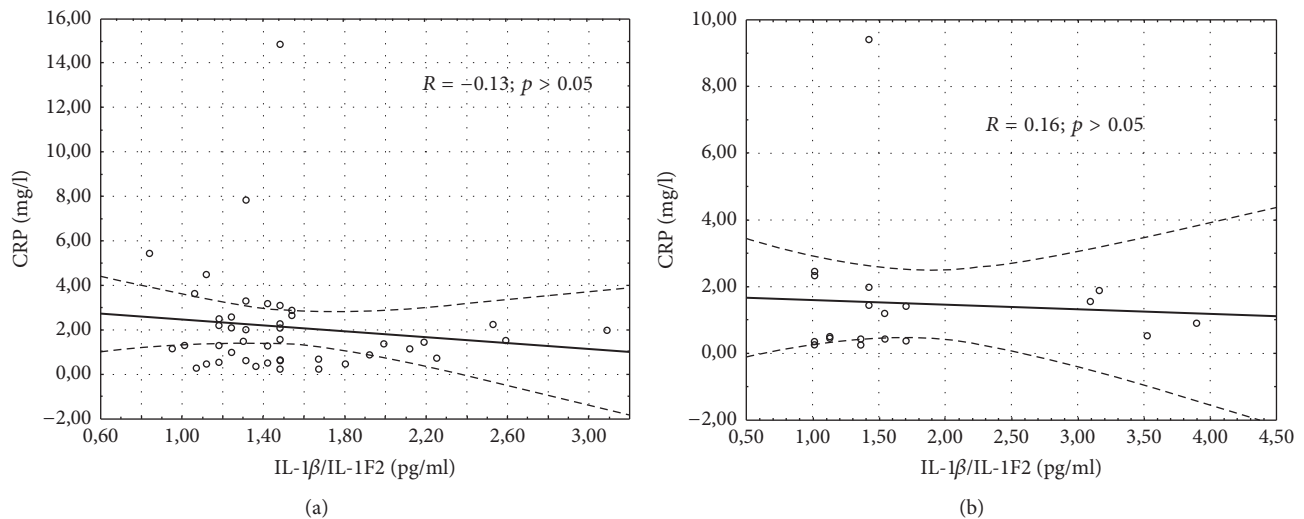 16,00
14,00
12,00
10,00
8,00
6,00
4,00
2,00
0,00
−2,00
CRP (mg/l)
R = −0.13; p > 0.05
0,60 1,00 1,40 1,80 2,20 2,60 3,00
IL-1β/IL-1F2 (pg/ml)
(a)
10,00
8,00
6,00
4,00
2,00
0,00
−2,00
CRP (mg/l)
R = 0.16; p > 0.05
0,50 1,00 1,50 2,00 2,50 3,00 3,50 4,00 4,50
IL-1β/IL-1F2 (pg/ml)
(b)